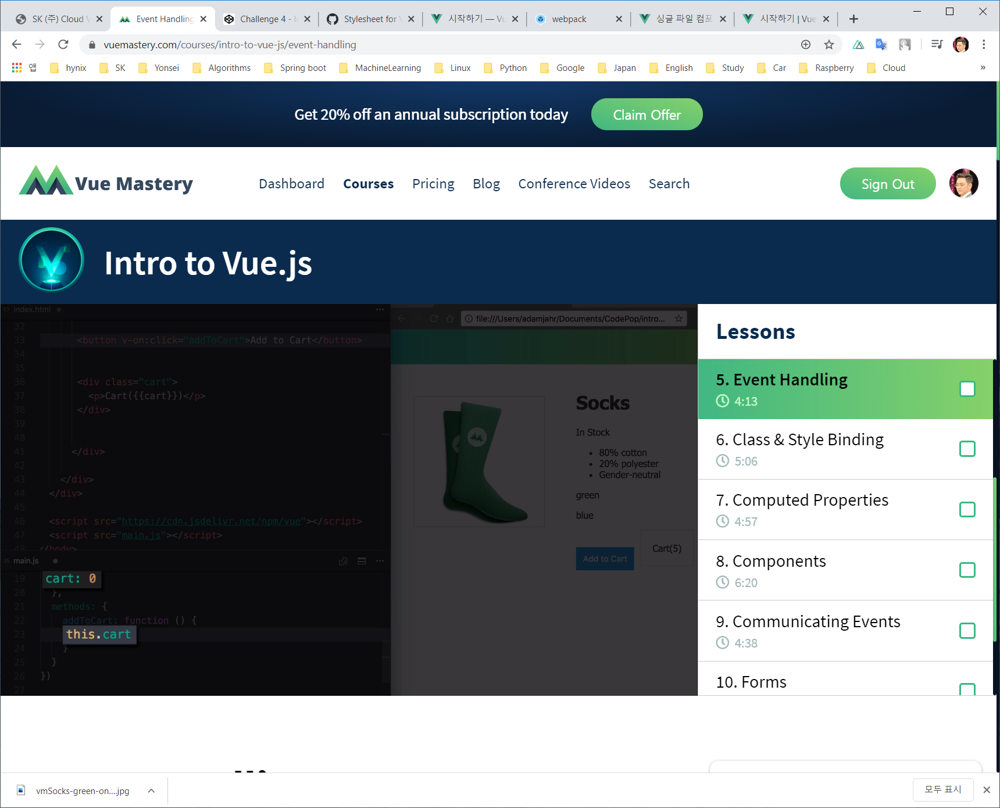 SK (주) Cloud
Event Handling
Challenge 4 - I
Stylesheet for
시작하기 — Vu
webpack
싱글 파일 컴포
시작하기 | Vue
vuemastery.com/courses/intro-to-vue-js/event-handling
앱 hynix SK Yonsei Algorithms Spring boot MachineLearning Linux Python Google Japan English Study Car Raspberry Cloud »
Get 20% off an annual subscription today
Claim Offer
Vue Mastery
Dashboard Courses Pricing Blog Conference Videos Search
Sign Out
Intro to Vue.js
<> index.html
32
33 <button v-on:click="addToCart">Add to Cart</button>
34
35
36 <div class="cart">
37 <p>Cart({{cart}})</p>
38 </div>
39
40
41 </div>
42
43 </div>
44 </div>
45
46 <script src="https://cdn.jsdelivr.net/npm/vue"></script>
47 <script src="main.js"></script>
48 </body>
JS main.js
19 cart: 0
20 },
21 methods: {
22 addToCart: function () {
23 this.cart
24 }
25 }
26 })
27
file:///Users/adamjahr/Documents/CodePop/intro...
Socks
In Stock
• 80% cotton
• 20% polyester
• Gender-neutral
green
blue
Add to Cart
Cart(5)
Lessons
5. Event Handling
4:13
6. Class & Style Binding
5:06
7. Computed Properties
4:57
8. Components
6:20
9. Communicating Events
4:38
10. Forms
vmSocks-green-on....jpg
모두 표시